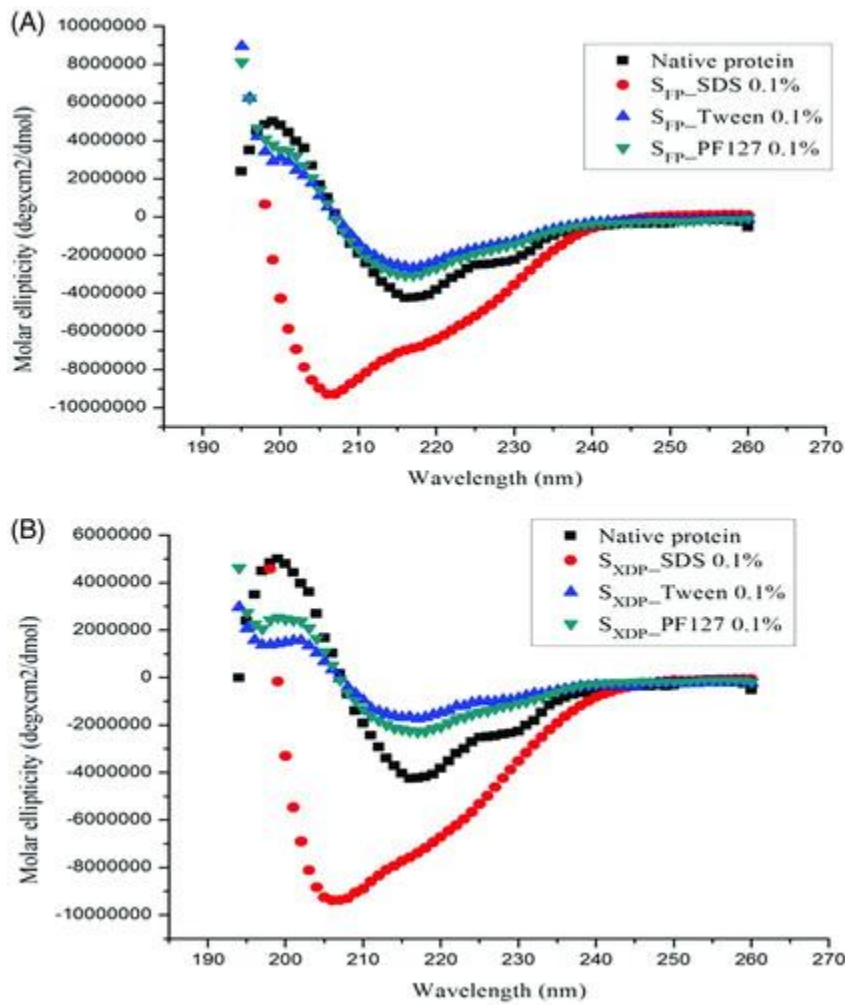 (A)
10000000
8000000
6000000
4000000
2000000
0
-2000000
-4000000
-6000000
-8000000
-10000000
Molar ellipticity (degxcm2/dmol)
Native protein
S_FP_SDS 0.1%
S_FP_Tween 0.1%
S_FP_PF127 0.1%
190 200 210 220 230 240 250 260 270
Wavelength (nm)
(B)
6000000
4000000
2000000
0
-2000000
-4000000
-6000000
-8000000
-10000000
Molar ellipticity (degxcm2/dmol)
Native protein
S_XDP_SDS 0.1%
S_XDP_Tween 0.1%
S_XDP_PF127 0.1%
190 200 210 220 230 240 250 260 270
Wavelength (nm)